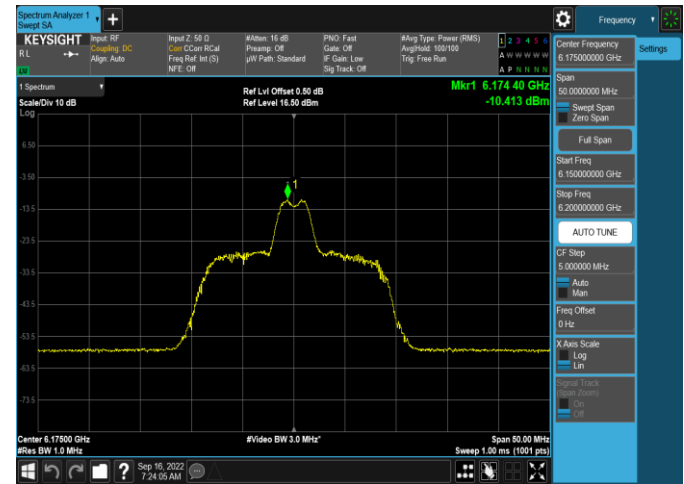 Spectrum Analyzer 1
Swept SA
Frequency
KEYSIGHT
R L
LW
Input: RF
Coupling: DC
Align: Auto
Input Z: 50 Ω
Corr CCorr RCal
Freq Ref: Int (S)
NFE: Off
#Atten: 16 dB
Preamp: Off
µW Path: Standard
PNO: Fast
Gate: Off
IF Gain: Low
Sig Track: Off
#Avg Type: Power (RMS)
Avg|Hold: 100/100
Trig: Free Run
1 2 3 4 5 6
A W W W W W
A P N N N N
1 Spectrum
Scale/Div 10 dB
Log
Ref Lvl Offset 0.50 dB
Ref Level 16.50 dBm
Mkr1 6.174 40 GHz
-10.413 dBm
6.50
-3.50
-13.5
-23.5
-33.5
-43.5
-53.5
-63.5
-73.5
1
Center 6.17500 GHz
#Res BW 1.0 MHz
#Video BW 3.0 MHz*
Span 50.00 MHz
Sweep 1.00 ms (1001 pts)
Sep 16, 2022
7:24:05 AM
Center Frequency
6.175000000 GHz
Settings
Span
50.0000000 MHz
Swept Span
Zero Span
Full Span
Start Freq
6.150000000 GHz
Stop Freq
6.200000000 GHz
AUTO TUNE
CF Step
5.000000 MHz
Auto
Man
Freq Offset
0 Hz
X Axis Scale
Log
Lin
Signal Track
(Span Zoom)
On
Off